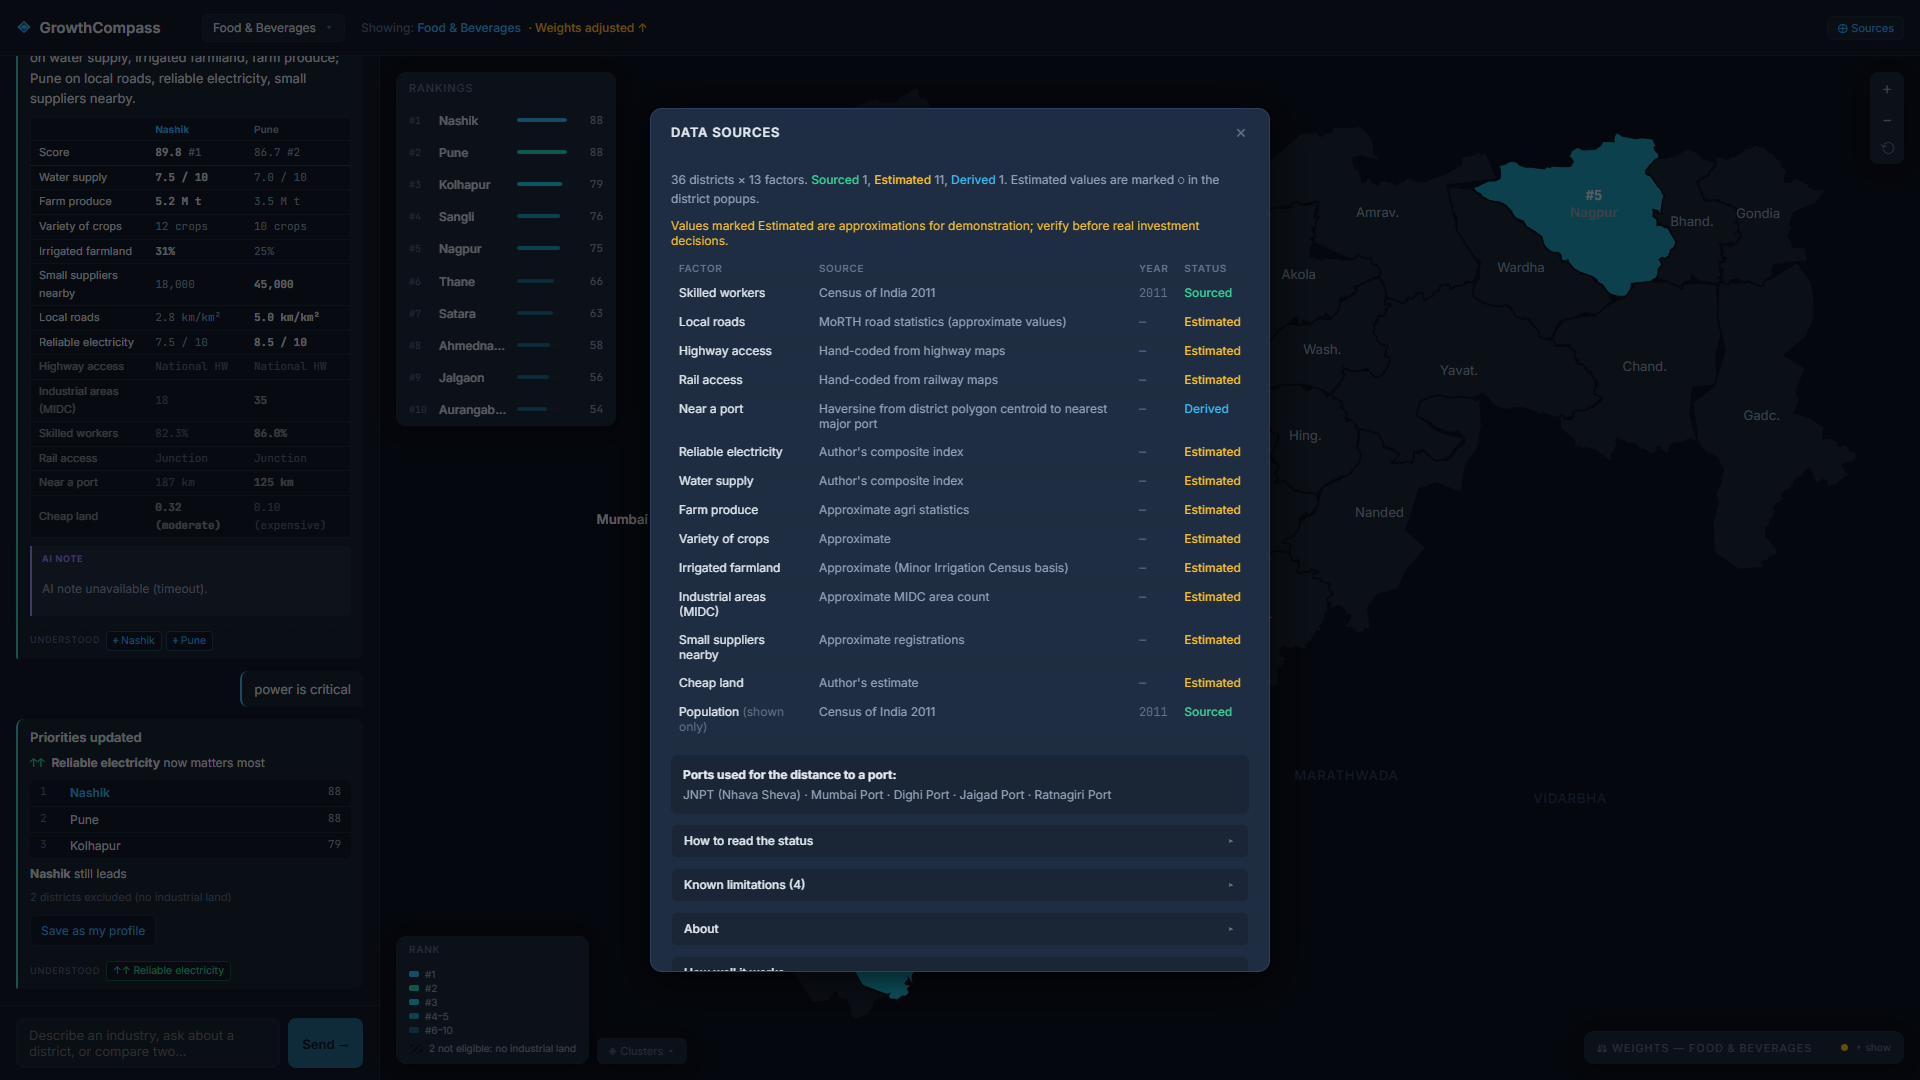 GrowthCompass
Food & Beverages
Showing: Food & Beverages · Weights adjusted ↑
Sources
on water supply, irrigated farmland, farm produce;
Pune on local roads, reliable electricity, small
suppliers nearby.
Nashik Pune
Score 89.8 #1 86.7 #2
Water supply 7.5 / 10 7.0 / 10
Farm produce 5.2 M t 3.5 M t
Variety of crops 12 crops 10 crops
Irrigated farmland 31% 25%
Small suppliers
nearby 18,000 45,000
Local roads 2.8 km/km² 5.0 km/km²
Reliable electricity 7.5 / 10 8.5 / 10
Highway access National HW National HW
Industrial areas
(MIDC) 18 35
Skilled workers 82.3% 86.0%
Rail access Junction Junction
Near a port 187 km 125 km
Cheap land 0.32 (moderate) 0.10 (expensive)
AI NOTE
AI note unavailable (timeout).
UNDERSTOOD + Nashik + Pune
power is critical
Priorities updated
↑↑ Reliable electricity now matters most
1 Nashik 88
2 Pune 88
3 Kolhapur 79
Nashik still leads
2 districts excluded (no industrial land)
Save as my profile
UNDERSTOOD ↑↑ Reliable electricity
Describe an industry, ask about a
district, or compare two...
Send →
RANKINGS
#1 Nashik 88
#2 Pune 88
#3 Kolhapur 79
#4 Sangli 76
#5 Nagpur 75
#6 Thane 66
#7 Satara 63
#8 Ahmedna... 58
#9 Jalgaon 56
#10 Aurangab... 54
Mumbai
RANK
#1
#2
#3
#4–5
#6–10
2 not eligible: no industrial land
Clusters
DATA SOURCES
×
36 districts × 13 factors. Sourced 1, Estimated 11, Derived 1. Estimated values are marked ○ in the
district popups.
Values marked Estimated are approximations for demonstration; verify before real investment
decisions.
FACTOR SOURCE YEAR STATUS
Skilled workers Census of India 2011 2011 Sourced
Local roads MoRTH road statistics (approximate values) – Estimated
Highway access Hand-coded from highway maps – Estimated
Rail access Hand-coded from railway maps – Estimated
Near a port Haversine from district polygon centroid to nearest – Derived
major port
Reliable electricity Author's composite index – Estimated
Water supply Author's composite index – Estimated
Farm produce Approximate agri statistics – Estimated
Variety of crops Approximate – Estimated
Irrigated farmland Approximate (Minor Irrigation Census basis) – Estimated
Industrial areas Approximate MIDC area count – Estimated
(MIDC)
Small suppliers Approximate registrations – Estimated
nearby
Cheap land Author's estimate – Estimated
Population (shown Census of India 2011 2011 Sourced
only)
Ports used for the distance to a port:
JNPT (Nhava Sheva) · Mumbai Port · Dighi Port · Jaigad Port · Ratnagiri Port
How to read the status
Known limitations (4)
About
How well it works
+
−
#5
Nagpur
Amrav.
Bhand.
Gondia
Akola
Wardha
Wash.
Yavat.
Chand.
Gadc.
Hing.
Nanded
MARATHWADA
VIDARBHA
WEIGHTS — FOOD & BEVERAGES
show